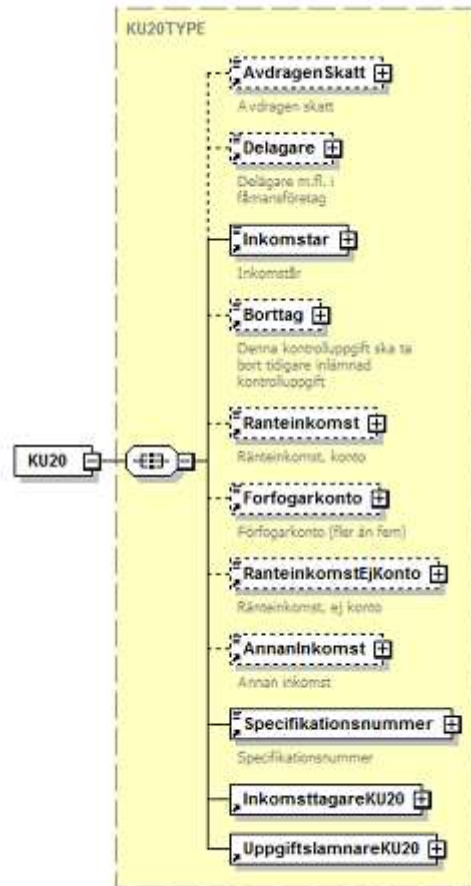 KU20TYPE
AvdragenSkatt
Avdragen skatt
Delagare
Delägare m.fl. i
fåmansföretag
Inkomstar
Inkomstår
Borttag
Denna kontrolluppgift ska ta
bort tidigare inlämnad
kontrolluppgift
Ranteinkomst
Ränteinkomst, konto
KU20
Forfogarkonto
Förfogarkonto (fler än fem)
RanteinkomstEjKonto
Ränteinkomst, ej konto
AnnanInkomst
Annan inkomst
Specifikationsnummer
Specifikationsnummer
InkomsttagareKU20
UppgiftslamnareKU20